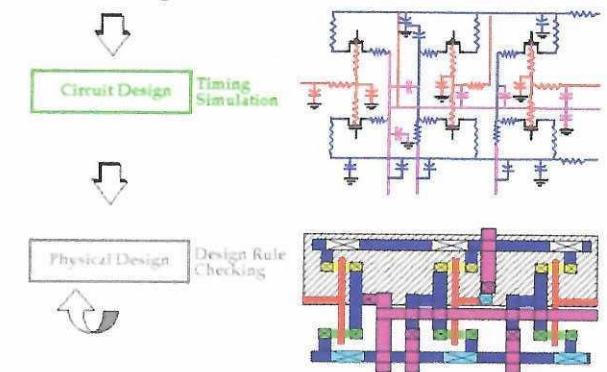 Circuit Design
Timing
Simulation
Physical Design
Design Rule
Checking